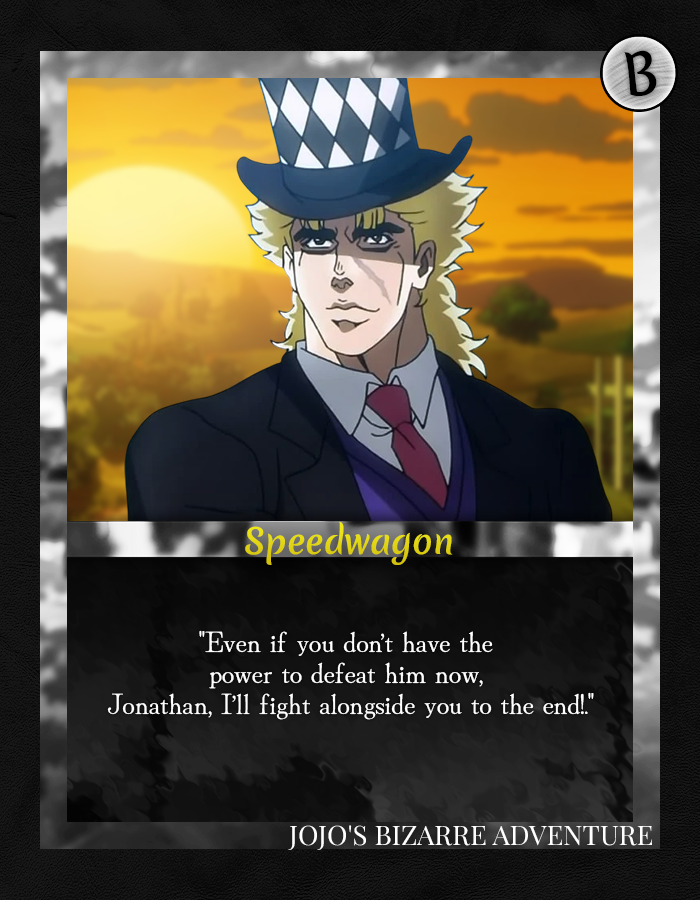 B
Speedwagon
"Even if you don't have the
power to defeat him now,
Jonathan, I'll fight alongside you to the end!."
JOJO'S BIZARRE ADVENTURE